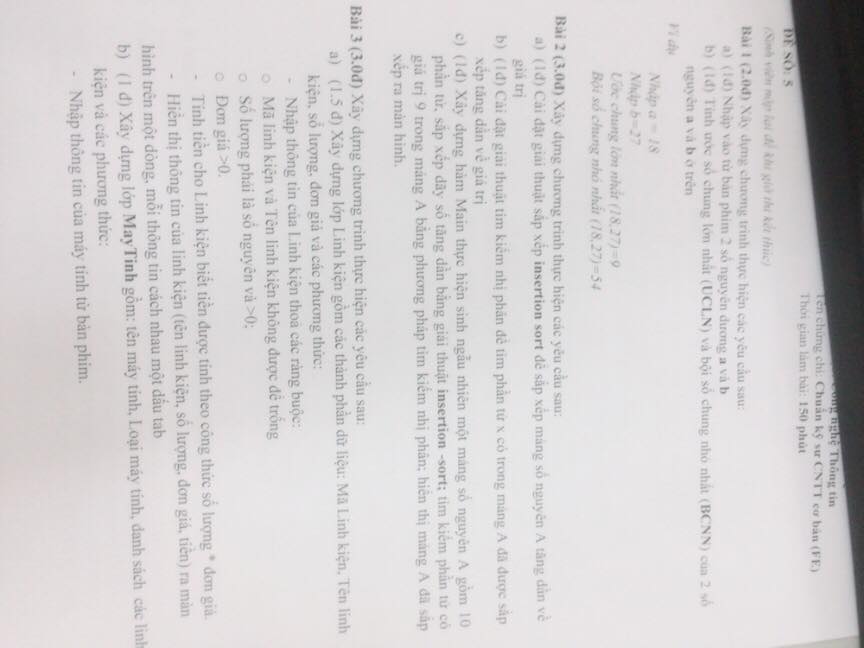 Công nghệ Thông tin
Tên chứng chỉ: Chuẩn kỹ sư CNTT cơ bản (FE)
Thời gian làm bài: 150 phút
ĐỀ SỐ: 5
(Sinh viên nộp lại đề khi giờ thi kết thúc)
Bài 1 (2.0đ) Xây dựng chương trình thực hiện các yêu cầu sau:
a) (1đ) Nhập vào từ bàn phím 2 số nguyên dương a và b
b) (1đ) Tính ước số chung lớn nhất (UCLN) và bội số chung nhỏ nhất (BCNN) của 2 số
nguyên a và b ở trên
Ví dụ
Nhập a = 18
Nhập b=27
Ước chung lớn nhất (18,27)=9
Bội số chung nhỏ nhất (18,27)=54
Bài 2 (3.0đ) Xây dựng chương trình thực hiện các yêu cầu sau:
a) (1đ) Cài đặt giải thuật sắp xếp insertion sort để sắp xếp mảng số nguyên A tăng dần về
giá trị
b) (1đ) Cài đặt giải thuật tìm kiếm nhị phân để tìm phần tử x có trong mảng A đã được sắp
xếp tăng dần về giá trị
c) (1đ) Xây dựng hàm Main thực hiện sinh ngẫu nhiên một mảng số nguyên A gồm 10
phần tử, sắp xếp dãy số tăng dần bằng giải thuật insertion -sort; tìm kiếm phần tử có
giá trị 9 trong mảng A bằng phương pháp tìm kiếm nhị phân; hiển thị mảng A đã sắp
xếp ra màn hình.
Bài 3 (3.0đ) Xây dựng chương trình thực hiện các yêu cầu sau:
a) (1.5 đ) Xây dựng lớp Linh kiện gồm các thành phần dữ liệu: Mã Linh kiện, Tên linh
kiện, số lượng, đơn giá và các phương thức:
- Nhập thông tin của Linh kiện thoả các ràng buộc:
○ Mã linh kiện và Tên linh kiện không được để trống
○ Số lượng phải là số nguyên và >0;
○ Đơn giá >0.
- Tính tiền cho Linh kiện biết tiền được tính theo công thức số lượng * đơn giá.
- Hiển thị thông tin của linh kiện (tên linh kiện, số lượng, đơn giá, tiền) ra màn
hình trên một dòng, mỗi thông tin cách nhau một dấu tab
b) (1 đ) Xây dựng lớp MayTinh gồm: tên máy tính, Loại máy tính, danh sách các linh
kiện và các phương thức:
- Nhập thông tin của máy tính từ bàn phím.